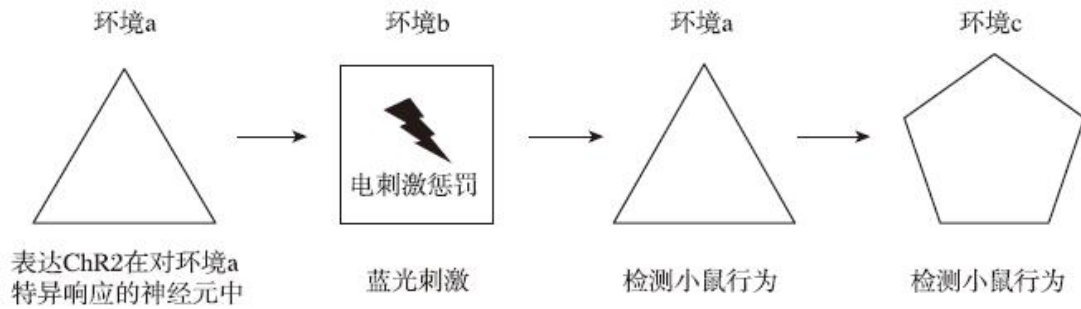 环境a
环境b
环境a
环境c
电刺激惩罚
表达ChR2在对环境a
特异响应的神经元中
蓝光刺激
检测小鼠行为
检测小鼠行为